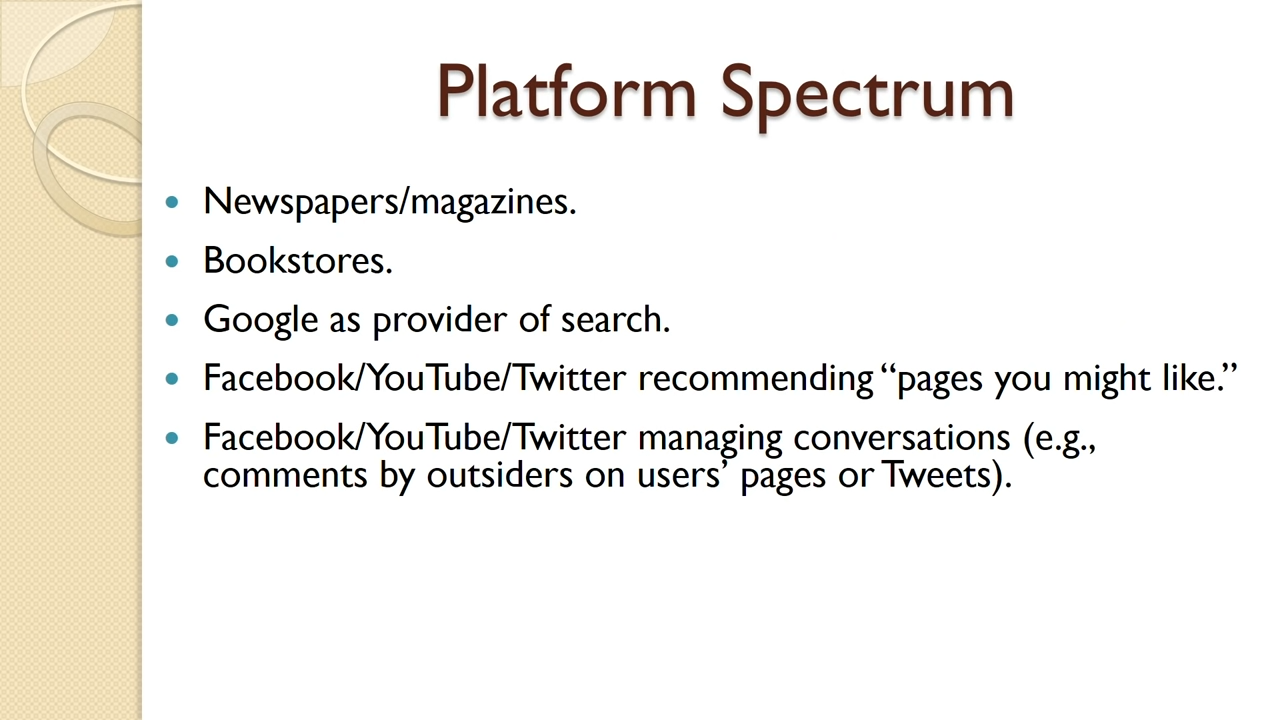 Platform Spectrum
• Newspapers/magazines.
• Bookstores.
• Google as provider of search.
• Facebook/YouTube/Twitter recommending “pages you might like.”
• Facebook/YouTube/Twitter managing conversations (e.g.,
comments by outsiders on users’ pages or Tweets).